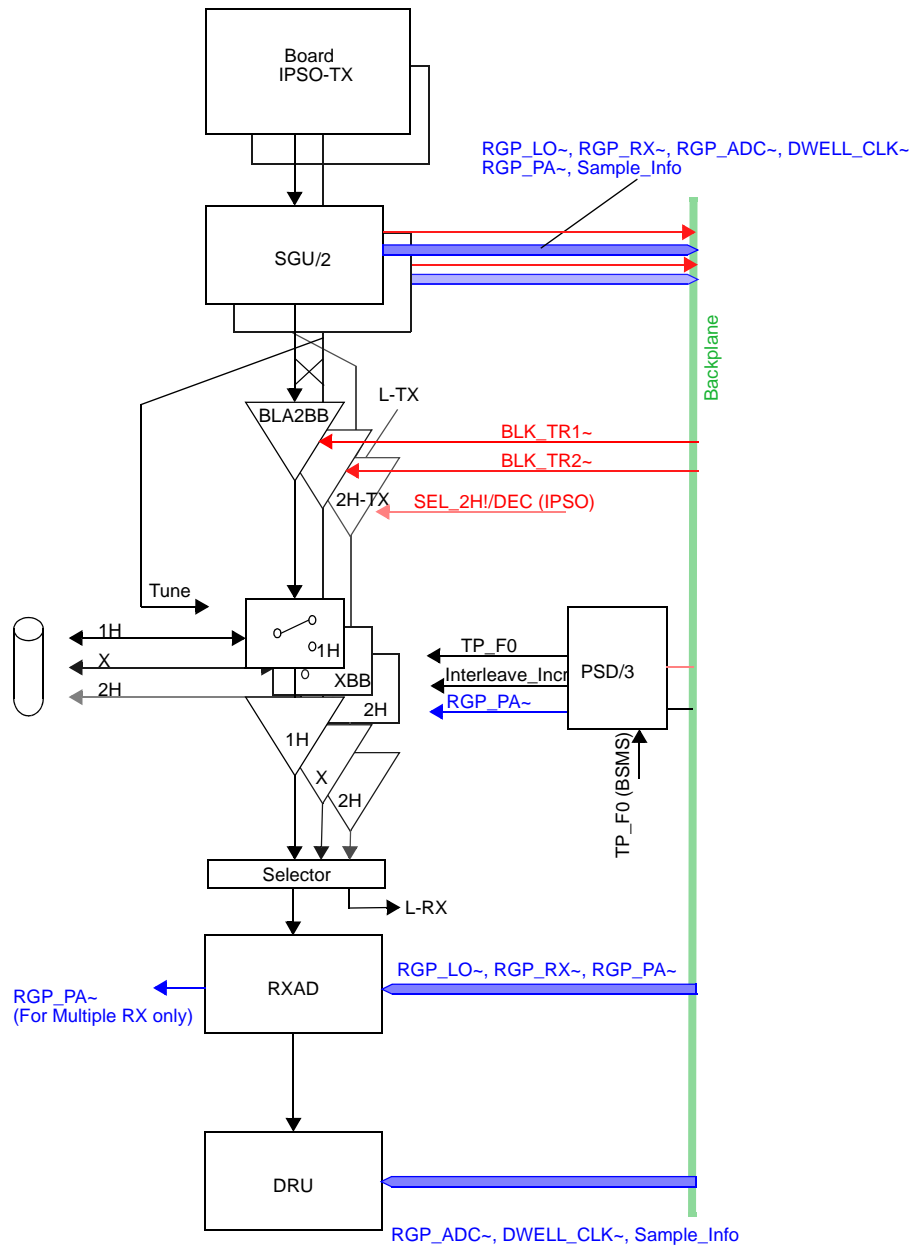 Board
IPSO-TX
RGP_LO~, RGP_RX~, RGP_ADC~, DWELL_CLK~
RGP_PA~, Sample_Info
SGU/2
Backplane
L-TX
BLA2BB
BLK_TR1~
BLK_TR2~
2H-TX
SEL_2H!/DEC (IPSO)
Tune
1H
1H
X
XBB
2H
2H
TP_F0
Interleave_Incr
RGP_PA~
PSD/3
TP_F0 (BSMS)
1H
X
2H
Selector
L-RX
RXAD
RGP_LO~, RGP_RX~, RGP_PA~
RGP_PA~
(For Multiple RX only)
DRU
RGP_ADC~, DWELL_CLK~, Sample_Info